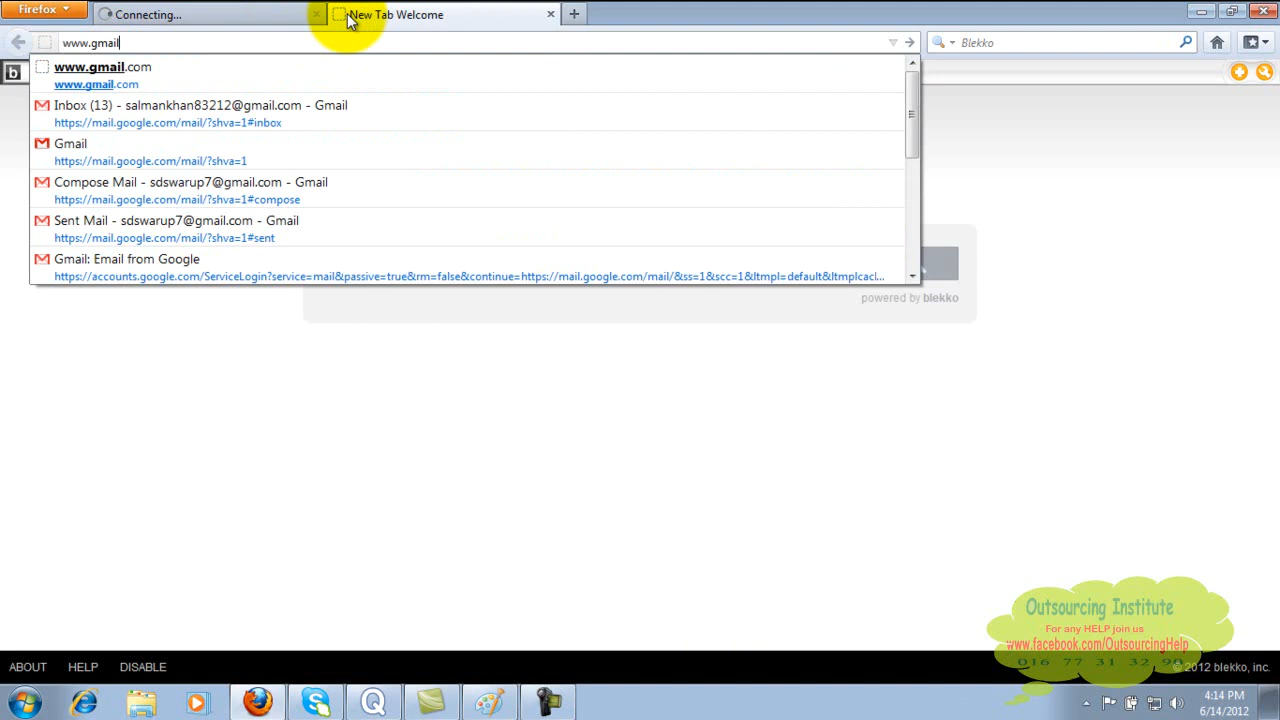 Firefox
Connecting...
New Tab Welcome
www.gmail
Blekko
www.gmail.com
www.gmail.com
Inbox (13) - salmankhan83212@gmail.com - Gmail
https://mail.google.com/mail/?shva=1#inbox
Gmail
https://mail.google.com/mail/?shva=1
Compose Mail - sdswarup7@gmail.com - Gmail
https://mail.google.com/mail/?shva=1#compose
Sent Mail - sdswarup7@gmail.com - Gmail
https://mail.google.com/mail/?shva=1#sent
Gmail: Email from Google
https://accounts.google.com/ServiceLogin?service=mail&passive=true&rm=false&continue=https://mail.google.com/mail/&ss=1&scc=1&ltmpl=default&ltmplcacl...
powered by blekko
Outsourcing Institute
For any HELP join us
www.facebook.com/OutsourcingHelp
016 77 31 32 90
ABOUT HELP DISABLE
© 2012 blekko, inc.
4:14 PM
6/14/2012